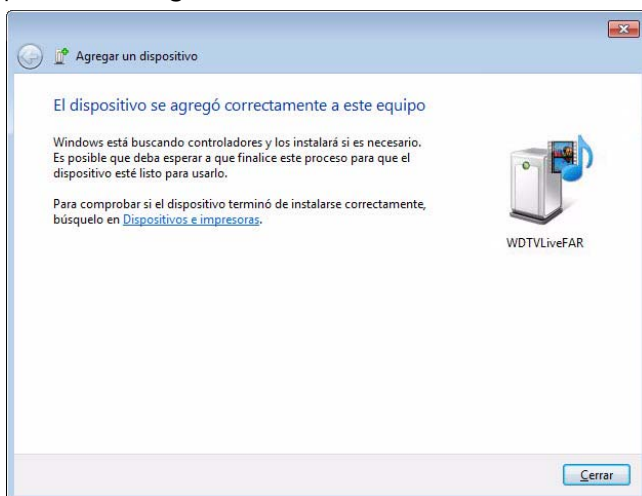 Agregar un dispositivo
El dispositivo se agregó correctamente a este equipo
Windows está buscando controladores y los instalará si es necesario.
Es posible que deba esperar a que finalice este proceso para que el
dispositivo esté listo para usarlo.
Para comprobar si el dispositivo terminó de instalarse correctamente,
búsquelo en Dispositivos e impresoras.
WDTVLiveFAR
Cerrar